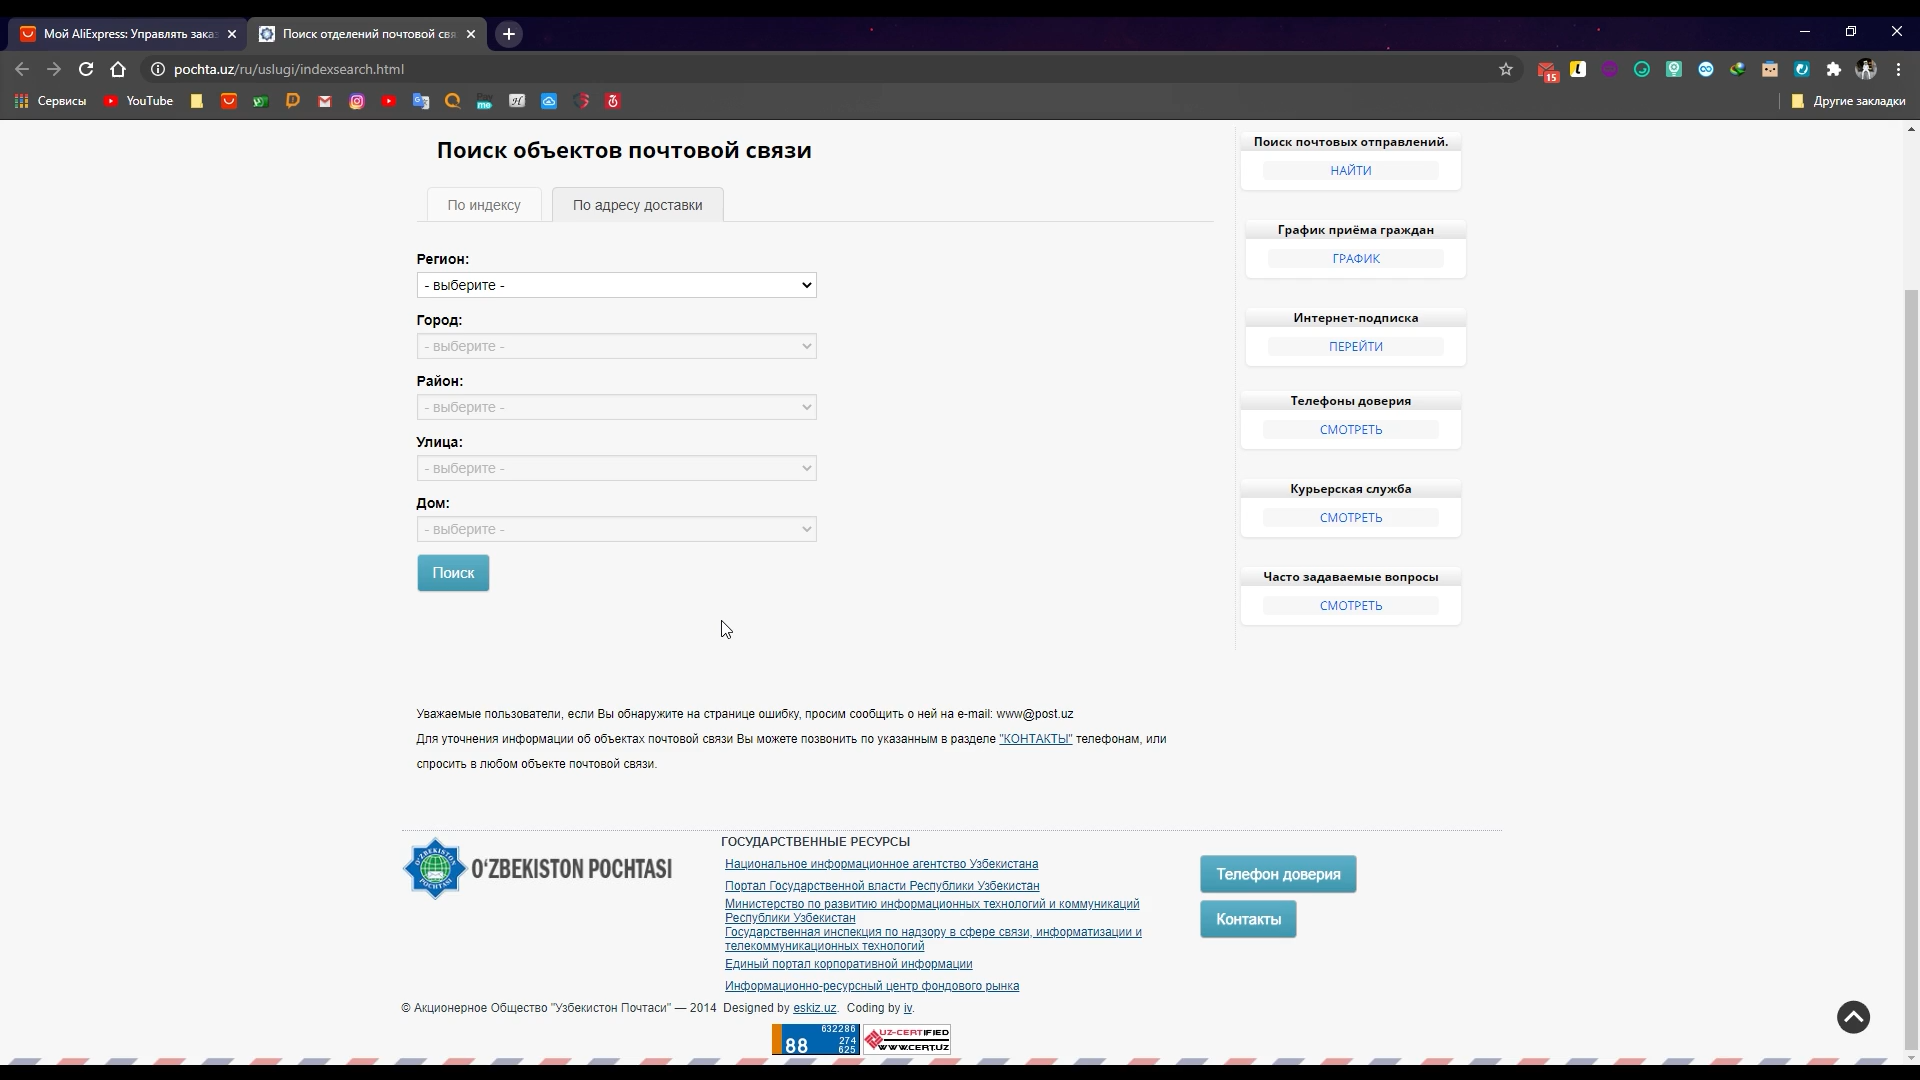 Мой AliExpress: Управлять зака
Поиск отделений почтовой свя
pochta.uz/ru/uslugi/indexsearch.html
15
Сервисы
YouTube
Другие закладки
Поиск объектов почтовой связи
По индексу
По адресу доставки
Регион:
- выберите -
Город:
- выберите -
Район:
- выберите -
Улица:
- выберите -
Дом:
- выберите -
Поиск
Поиск почтовых отправлений.
НАЙТИ
График приёма граждан
ГРАФИК
Интернет-подписка
ПЕРЕЙТИ
Телефоны доверия
СМОТРЕТЬ
Курьерская служба
СМОТРЕТЬ
Часто задаваемые вопросы
СМОТРЕТЬ
Уважаемые пользователи, если Вы обнаружите на странице ошибку, просим сообщить о ней на e-mail: www@post.uz
Для уточнения информации об объектах почтовой связи Вы можете позвонить по указанным в разделе "КОНТАКТЫ" телефонам, или
спросить в любом объекте почтовой связи.
O‘ZBEKISTON POCHTASI
ГОСУДАРСТВЕННЫЕ РЕСУРСЫ
Национальное информационное агентство Узбекистана
Портал Государственной власти Республики Узбекистан
Министерство по развитию информационных технологий и коммуникаций
Республики Узбекистан
Государственная инспекция по надзору в сфере связи, информатизации и
телекоммуникационных технологий
Единый портал корпоративной информации
Информационно-ресурсный центр фондового рынка
Телефон доверия
Контакты
© Акционерное Общество "Узбекистон Почтаси" — 2014 Designed by eskiz.uz. Coding by iv.
88
632286
274
625
UZ-CERTIFIED
WWW.CERT.UZ